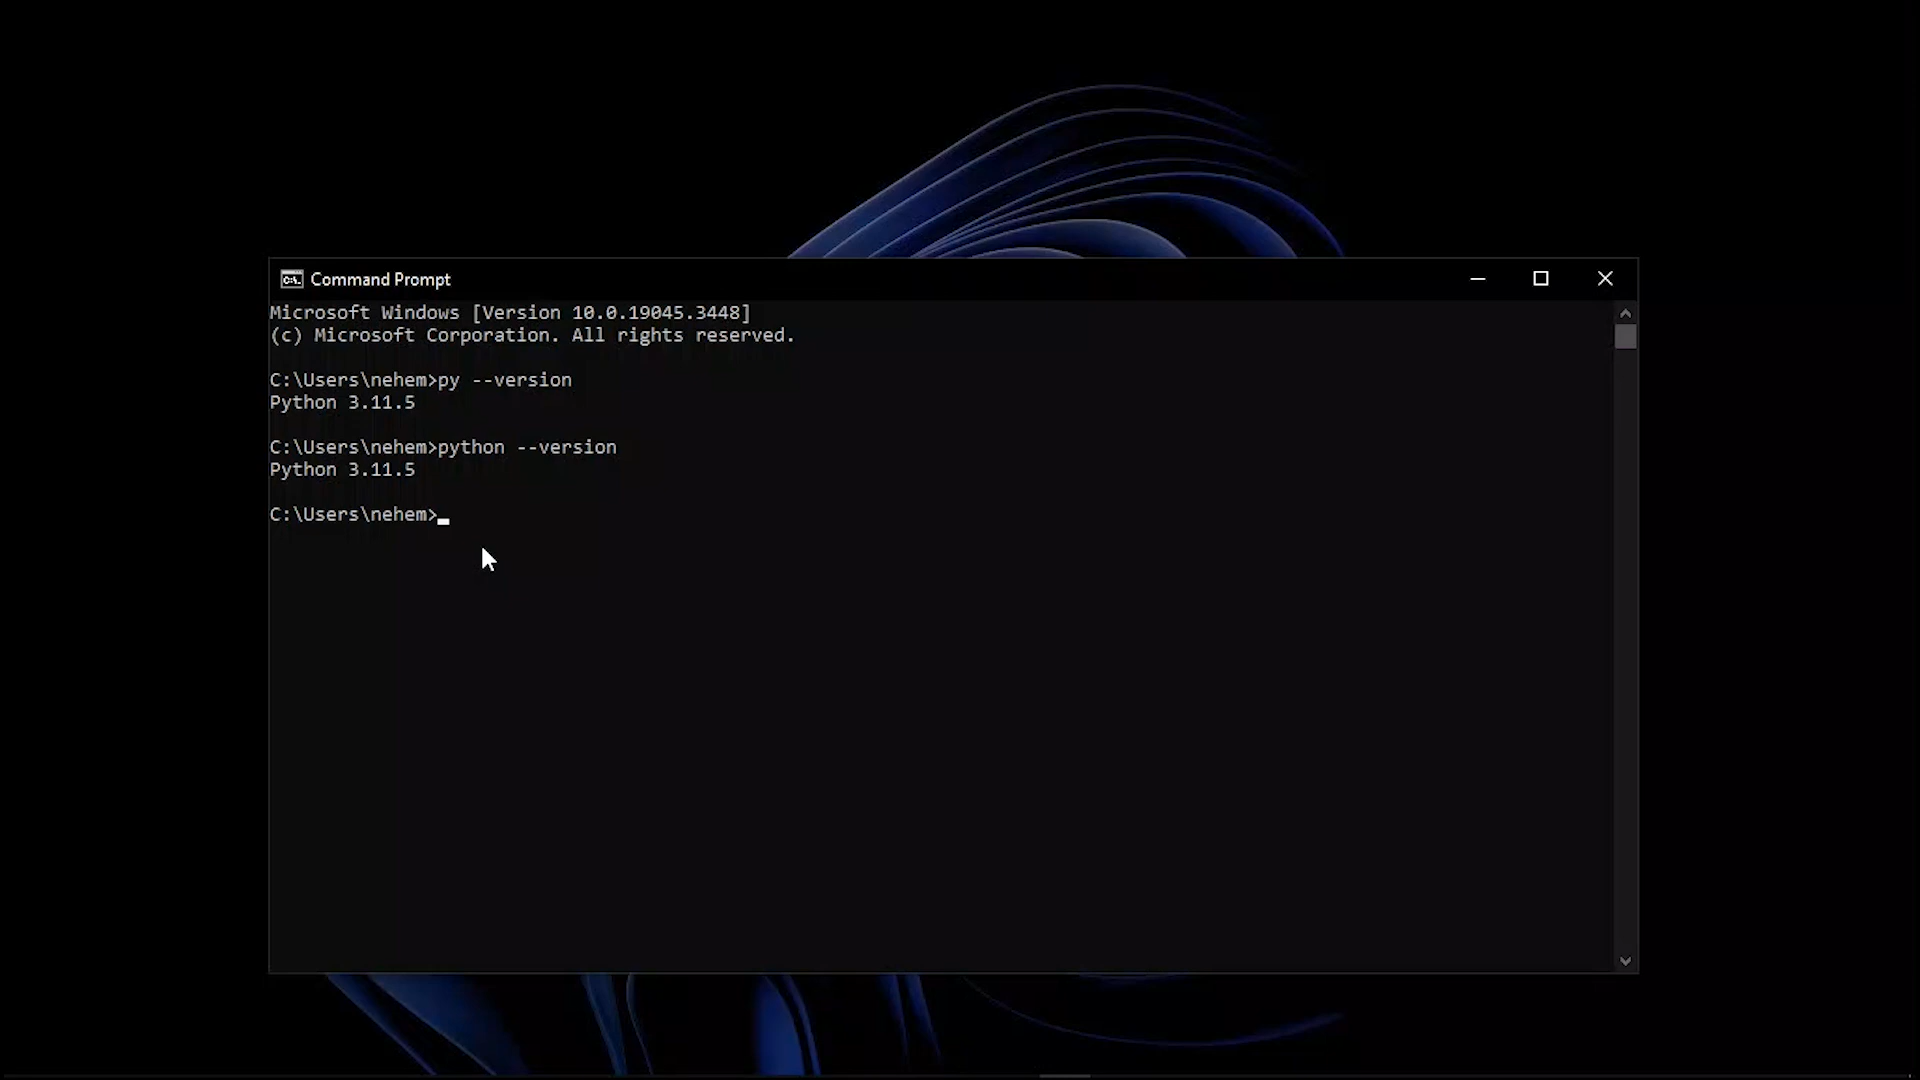 Command Prompt
Microsoft Windows [Version 10.0.19045.3448]
(c) Microsoft Corporation. All rights reserved.
C:\Users\nehem>py --version
Python 3.11.5
C:\Users\nehem>python --version
Python 3.11.5
C:\Users\nehem>